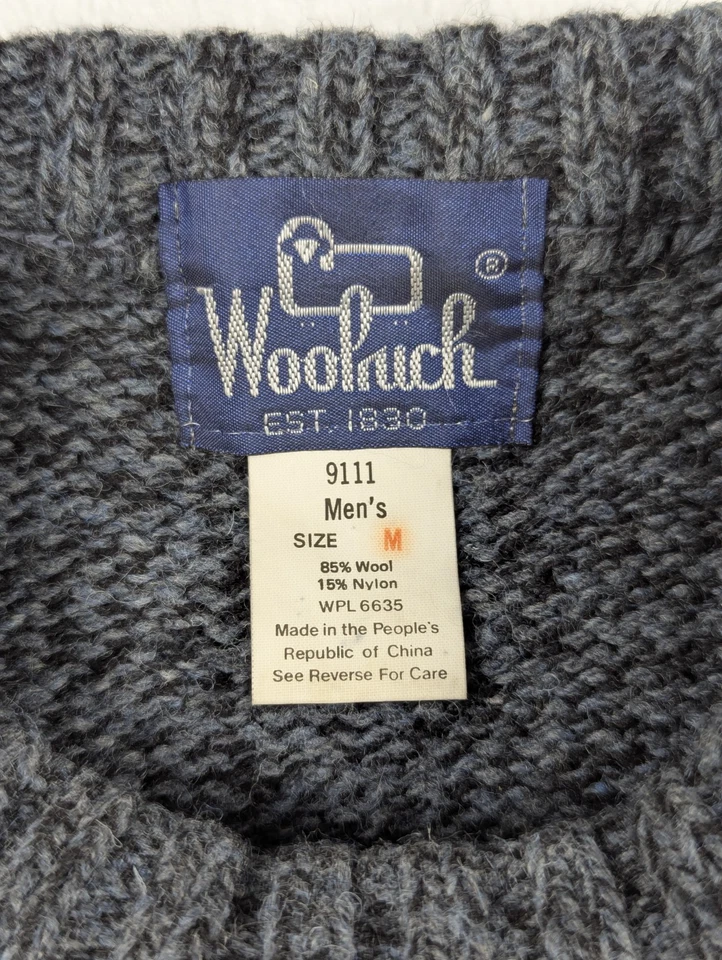 ®
Woolrich
EST. 1830
9111
Men's
SIZE M
85% Wool
15% Nylon
WPL 6635
Made in the People's
Republic of China
See Reverse For Care